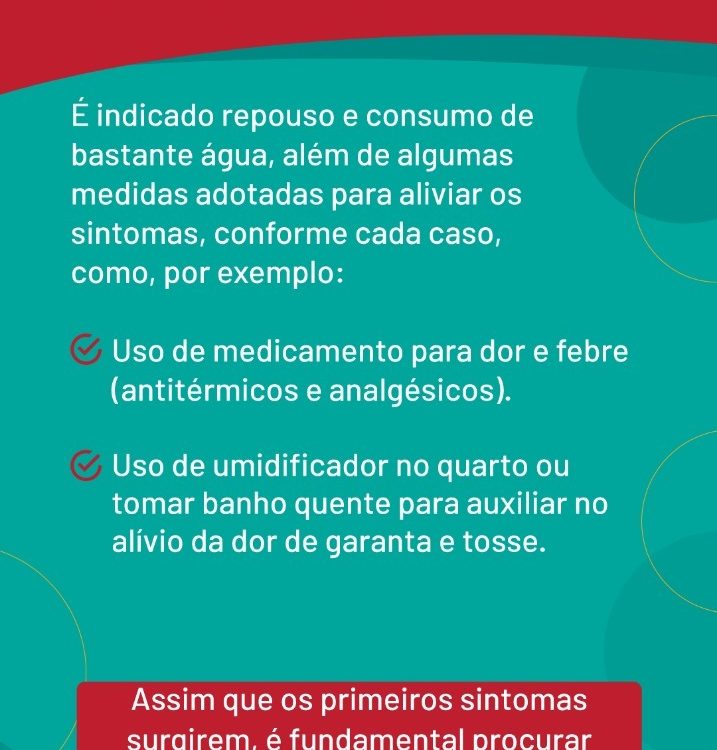 É indicado repouso e consumo de
bastante água, além de algumas
medidas adotadas para aliviar os
sintomas, conforme cada caso,
como, por exemplo:
Uso de medicamento para dor e febre
(antitérmicos e analgésicos).
Uso de umidificador no quarto ou
tomar banho quente para auxiliar no
alívio da dor de garanta e tosse.
Assim que os primeiros sintomas
surgirem, é fundamental procurar